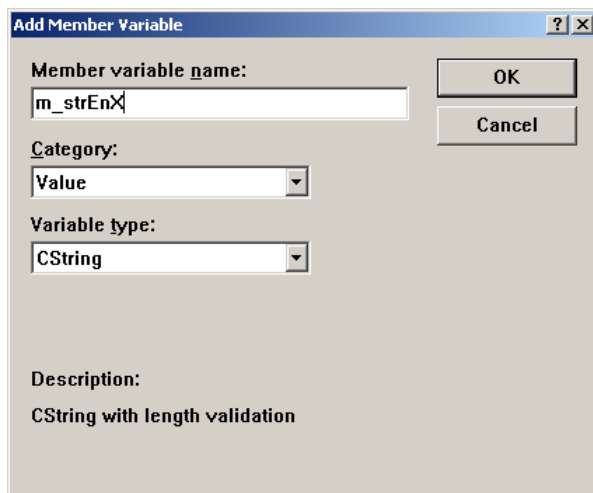 Add Member Variable
Member variable name:
OK
m_strEnX
Cancel
Category:
Value
Variable type:
CString
Description:
CString with length validation